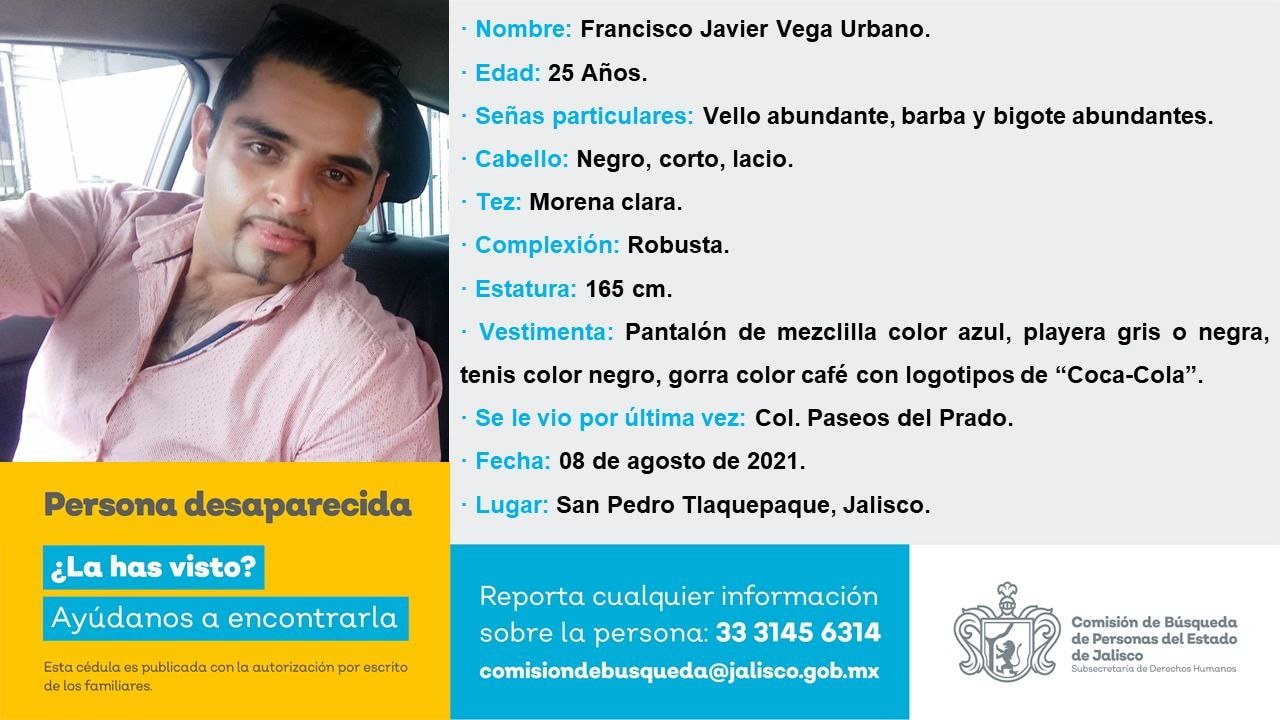 · Nombre: Francisco Javier Vega Urbano.
· Edad: 25 Años.
· Señas particulares: Vello abundante, barba y bigote abundantes.
· Cabello: Negro, corto, lacio.
· Tez: Morena clara.
· Complexión: Robusta.
· Estatura: 165 cm.
· Vestimenta: Pantalón de mezclilla color azul, playera gris o negra,
tenis color negro, gorra color café con logotipos de “Coca-Cola”.
· Se le vio por última vez: Col. Paseos del Prado.
· Fecha: 08 de agosto de 2021.
· Lugar: San Pedro Tlaquepaque, Jalisco.
Persona desaparecida
¿La has visto?
Ayúdanos a encontrarla
Esta cédula es publicada con la autorización por escrito
de los familiares.
Reporta cualquier información
sobre la persona: 33 3145 6314
comisiondebusqueda@jalisco.gob.mx
Comisión de Búsqueda
de Personas del Estado
de Jalisco
Subsecretaría de Derechos Humanos